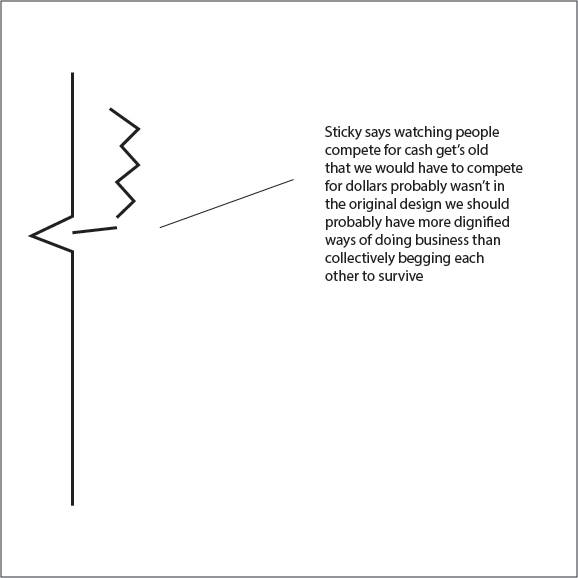 Sticky says watching people
compete for cash get's old
that we would have to compete
for dollars probably wasn't in
the original design we should
probably have more dignified
ways of doing business than
collectively begging each
other to survive